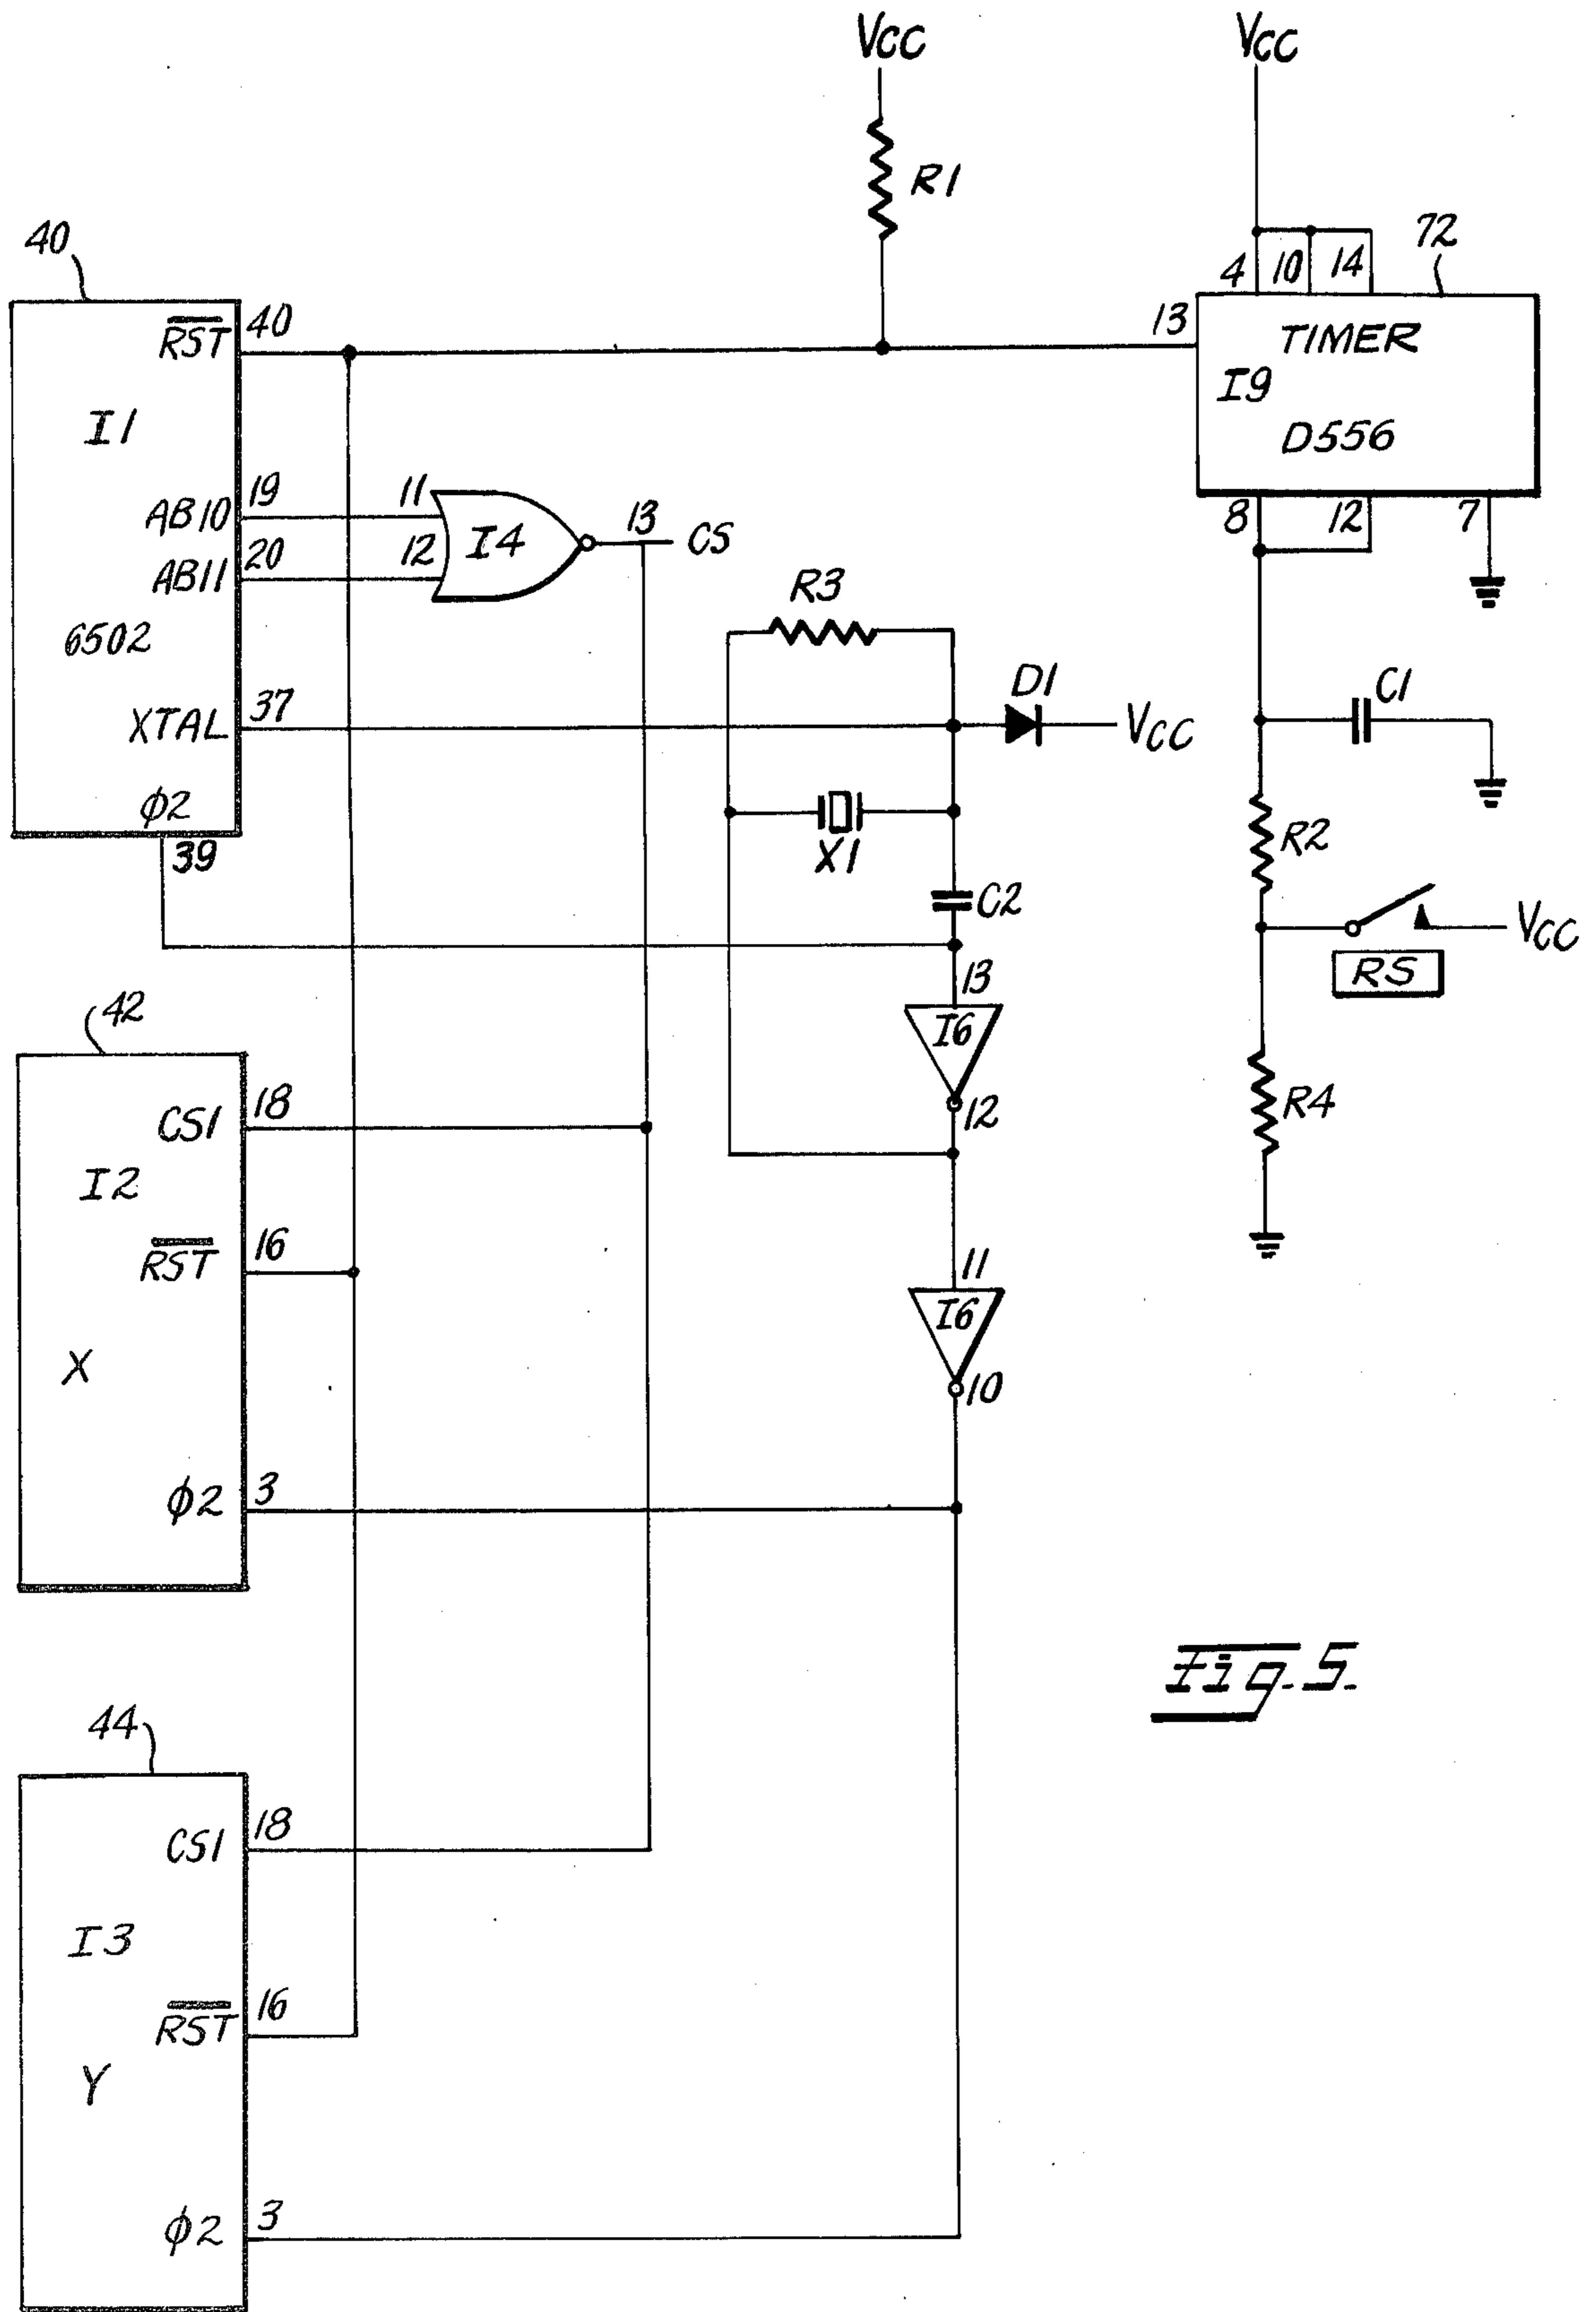 VCC
VCC
R1
40
72
4 10 14
RST 40
13
TIMER
I9
D556
I1
AB10 19
11
I4
13 CS
AB11 20
12
8 12 7
6502
R3
XTAL 37
D1
VCC
C1
φ2
39
X1
R2
C2
VCC
RS
13
I6
12
42
CS1 18
R4
I2
RST 16
11
I6
10
X
φ2 3
Fig. 5.
44
CS1 18
I3
RST 16
Y
φ2 3